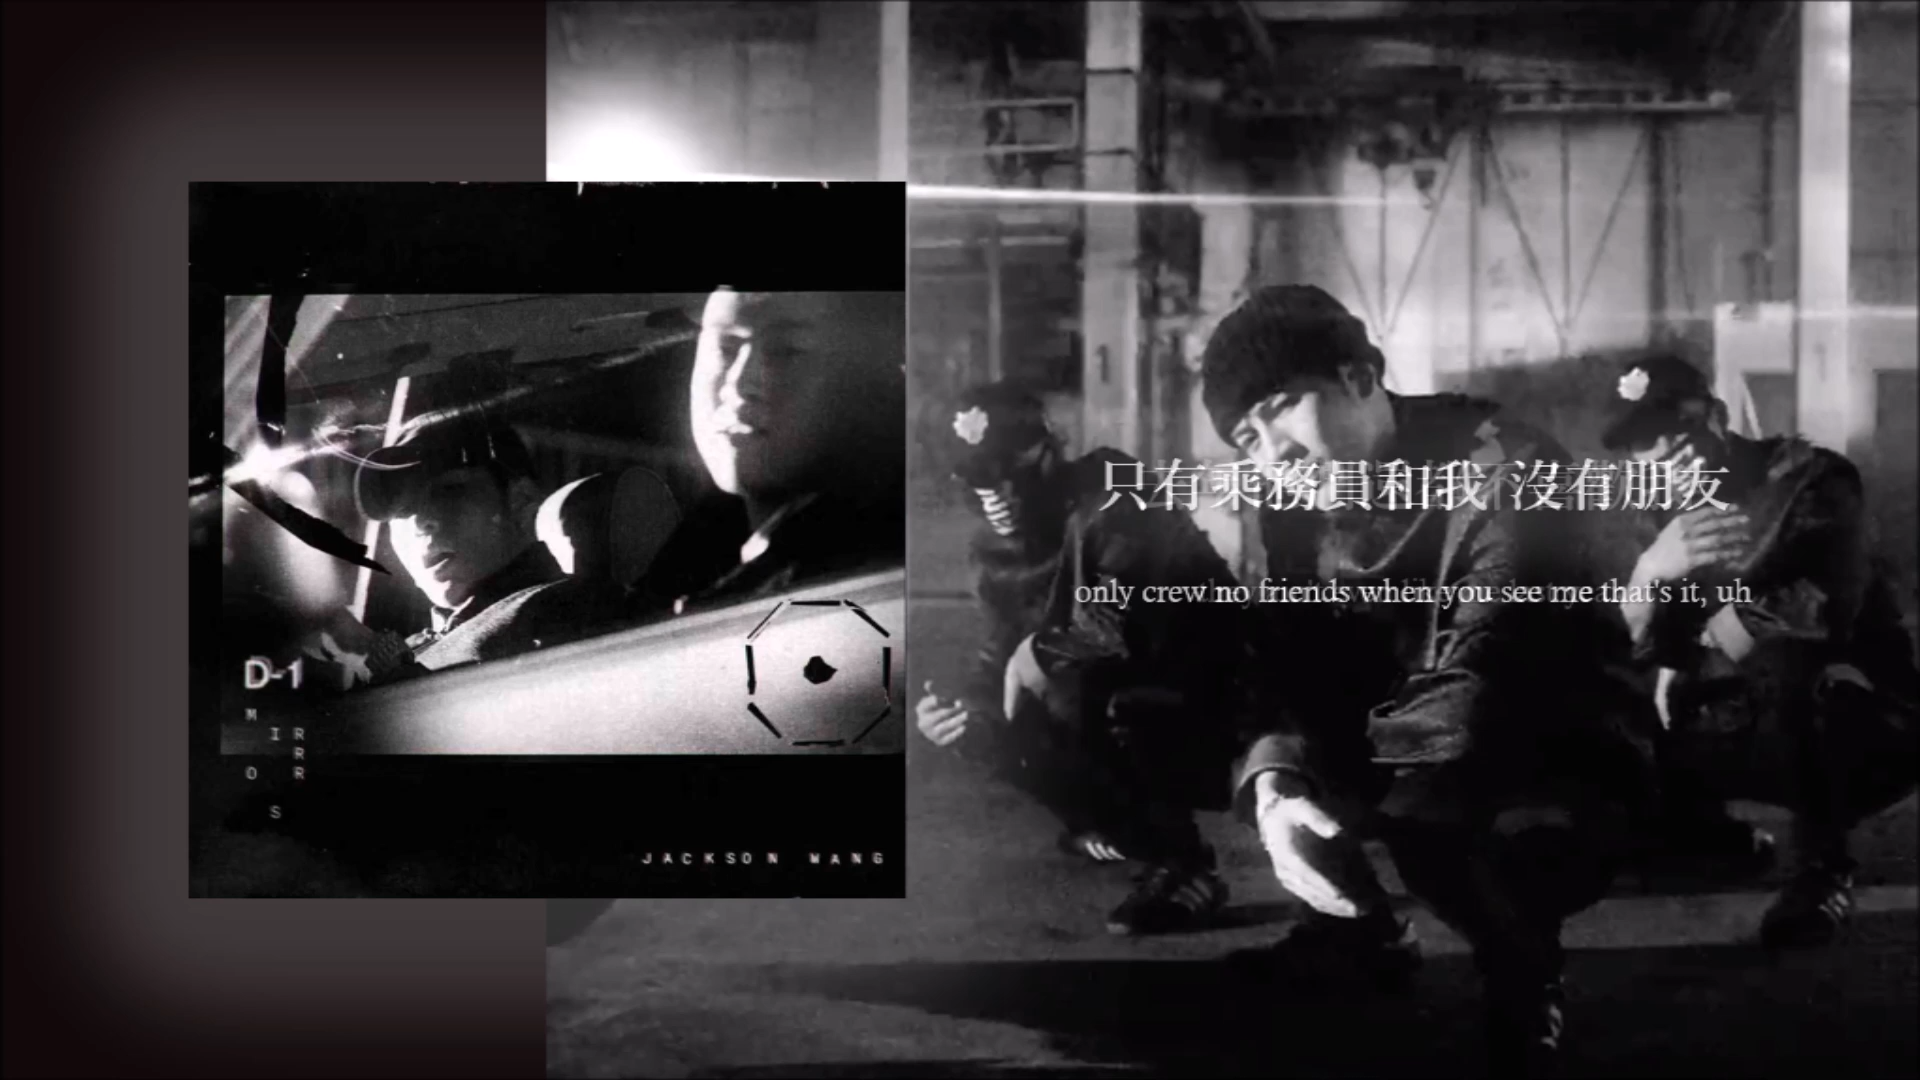 D-1
MIRRORS
JACKSON WANG
只有乘務員和我 沒有朋友
only crew no friends when you see me that's it, uh